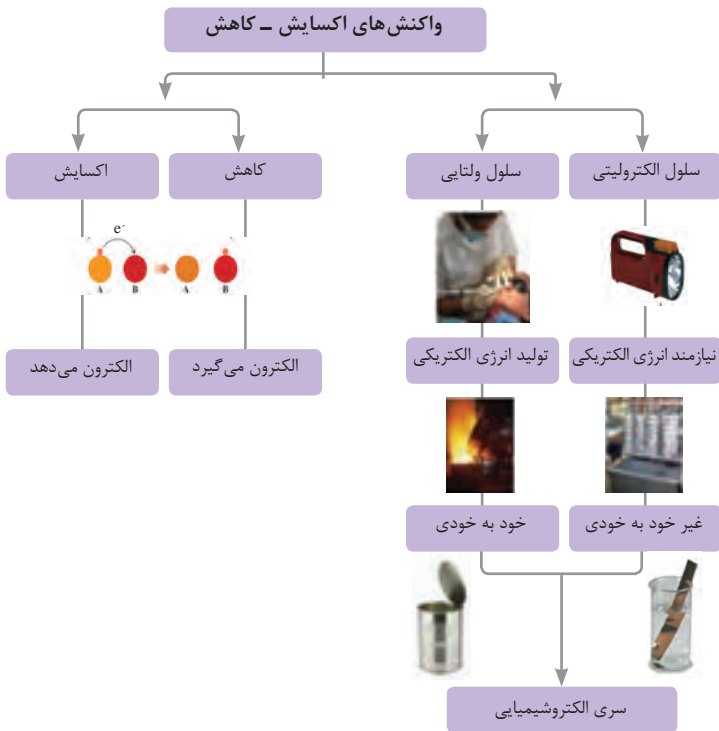 واکنش‌های اکسایش ــ کاهش
سلول الکترولیتی
سلول ولتایی
کاهش
اکسایش
e⁻
A B A B
نیازمند انرژی الکتریکی
تولید انرژی الکتریکی
الکترون می‌گیرد
الکترون می‌دهد
غیر خود به خودی
خود به خودی
سری الکتروشیمیایی